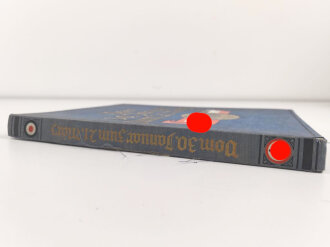 Vom 30. Januar zum 21. März